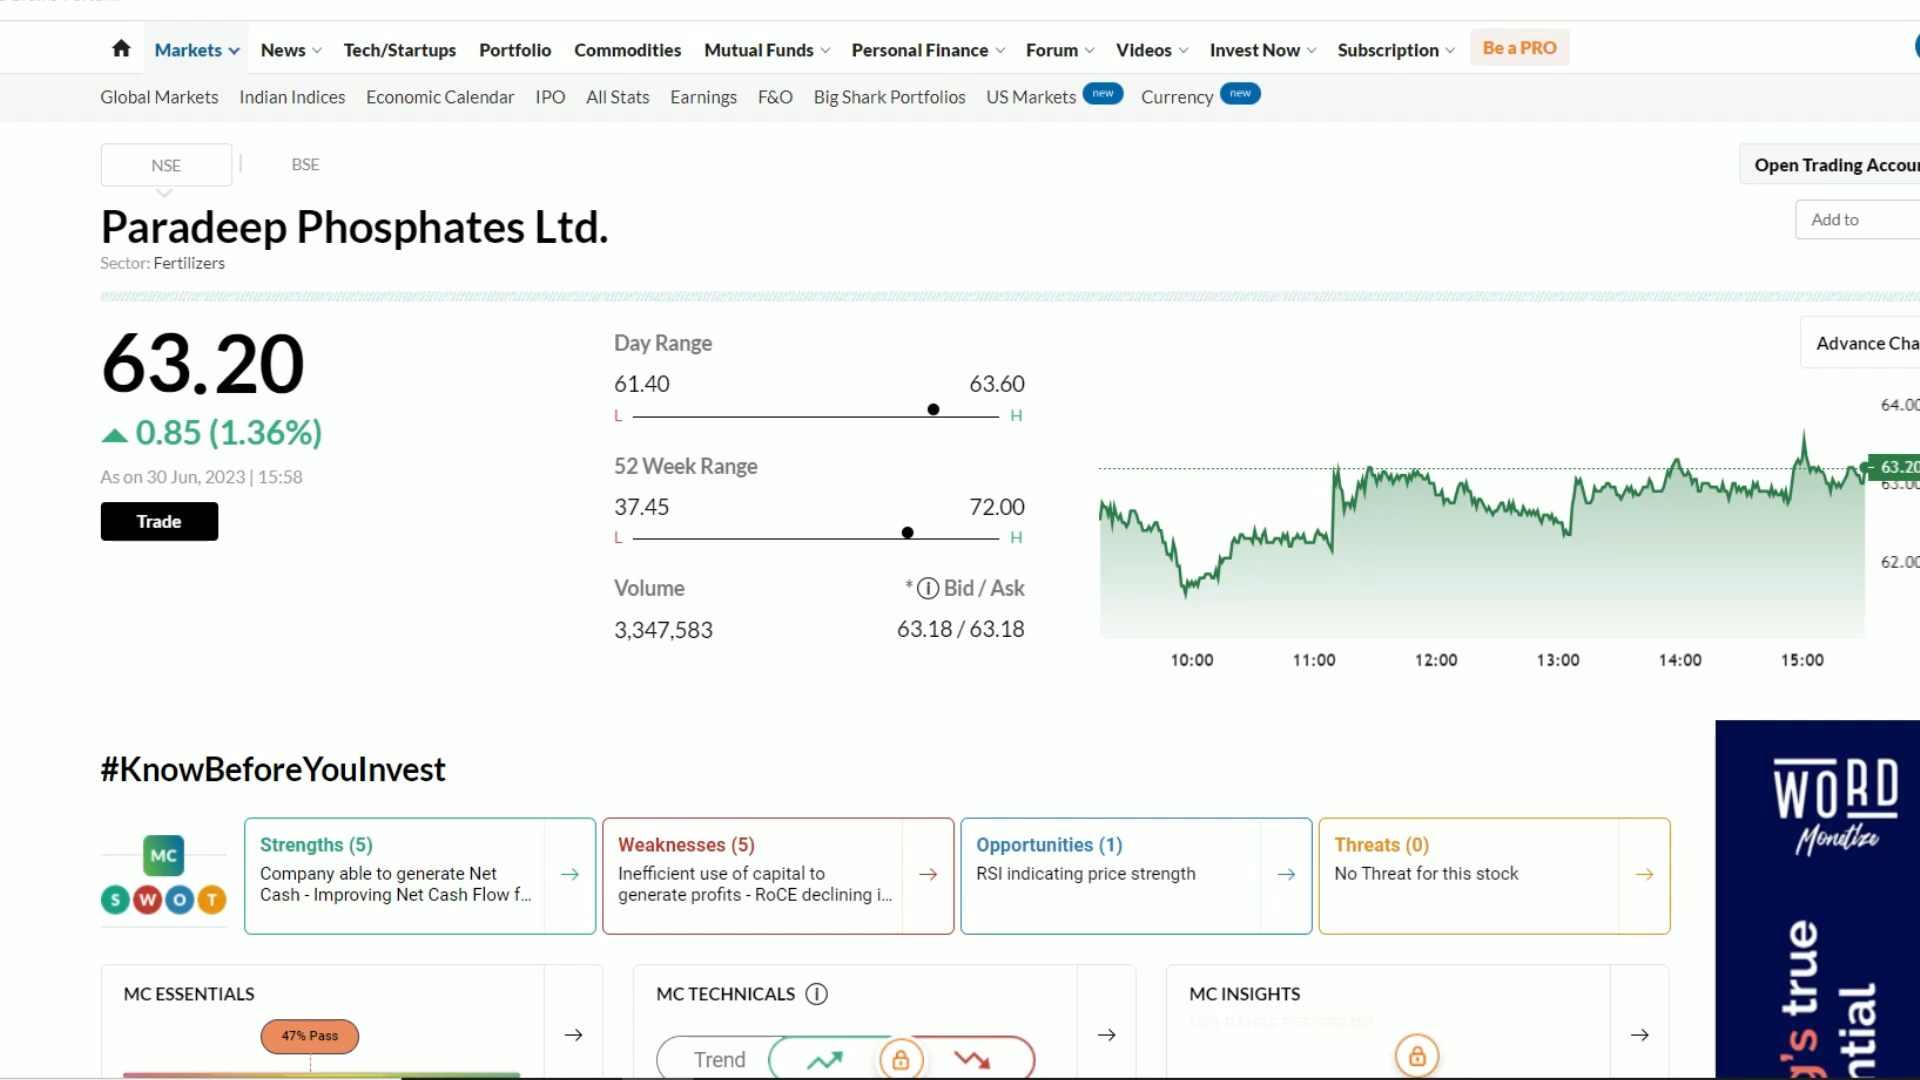 Markets News Tech/Startups Portfolio Commodities Mutual Funds Personal Finance Forum Videos Invest Now Subscription Be a PRO
Global Markets Indian Indices Economic Calendar IPO All Stats Earnings F&O Big Shark Portfolios US Markets new Currency new
NSE BSE
Open Trading
Paradeep Phosphates Ltd.
Add to
Sector: Fertilizers
63.20
0.85 (1.36%)
As on 30 Jun, 2023 | 15:58
Trade
Day Range
61.40 63.60
L H
52 Week Range
37.45 72.00
L H
Volume * i Bid / Ask
3,347,583 63.18 / 63.18
Advance
64.00
63.20
63.00
62.00
10:00 11:00 12:00 13:00 14:00 15:00
#KnowBeforeYouInvest
MC
S W O T
Strengths (5)
Company able to generate Net
Cash - Improving Net Cash Flow f...
Weaknesses (5)
Inefficient use of capital to
generate profits - RoCE declining i...
Opportunities (1)
RSI indicating price strength
Threats (0)
No Threat for this stock
MC ESSENTIALS
47% Pass
MC TECHNICALS i
Trend
MC INSIGHTS
WORD
Monetize
true